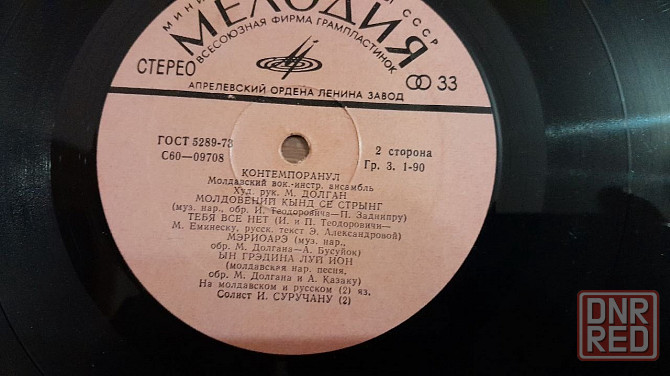 МИНИ
СССР
МЕЛОДИЯ
ВСЕСОЮЗНАЯ ФИРМА ГРАМПЛАСТИНОК
СТЕРЕО
33
АПРЕЛЕВСКИЙ ОРДЕНА ЛЕНИНА ЗАВОД
ГОСТ 5289-73
С60—09708
2 сторона
Гр. 3. 1-90
КОНТЕМПОРАНУЛ
Молдавский вок.-инстр. ансамбль
Худ. рук. М. ДОЛГАН
МОЛДОВЕНИЙ КЫНД СЕ СТРЫНГ
(муз. нар., обр. И. Теодоровича—П. Заднипру)
ТЕБЯ ВСЕ НЕТ (И. и П. Теодоровичи—
М. Еминеску, русск. текст Э. Александровой)
МЭРИОАРЭ (муз. нар.,
обр. М. Долгана—А. Бусуйок)
ЫН ГРЭДИНА ЛУЙ ИОН
(молдавская нар. песня,
обр. М. Долгана и А. Казаку)
На молдавском и русском (2) яз.
Солист И. СУРУЧАНУ (2)
DNR
RED